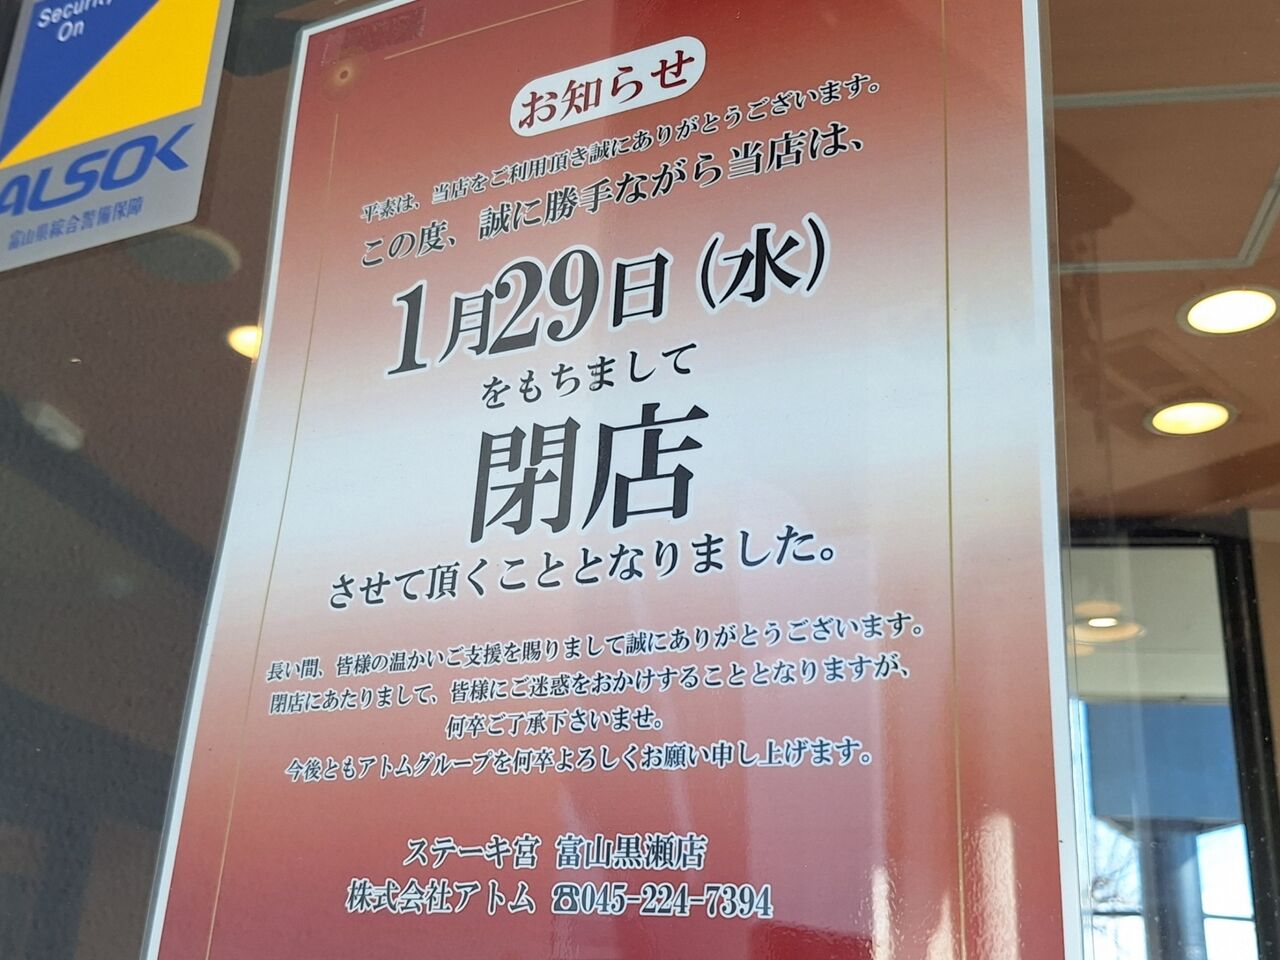 Security
On
ALSOK
富山県綜合警備保障
お知らせ
平素は、当店をご利用頂き誠にありがとうございます。
この度、誠に勝手ながら当店は、
1月29日(水)
をもちまして
閉店
させて頂くこととなりました。
長い間、皆様の温かいご支援を賜りまして誠にありがとうございます。
閉店にあたりまして、皆様にご迷惑をおかけすることとなりますが、
何卒ご了承下さいませ。
今後ともアトムグループを何卒よろしくお願い申し上げます。
ステーキ宮 富山黒瀬店
株式会社アトム ☎045-224-7394